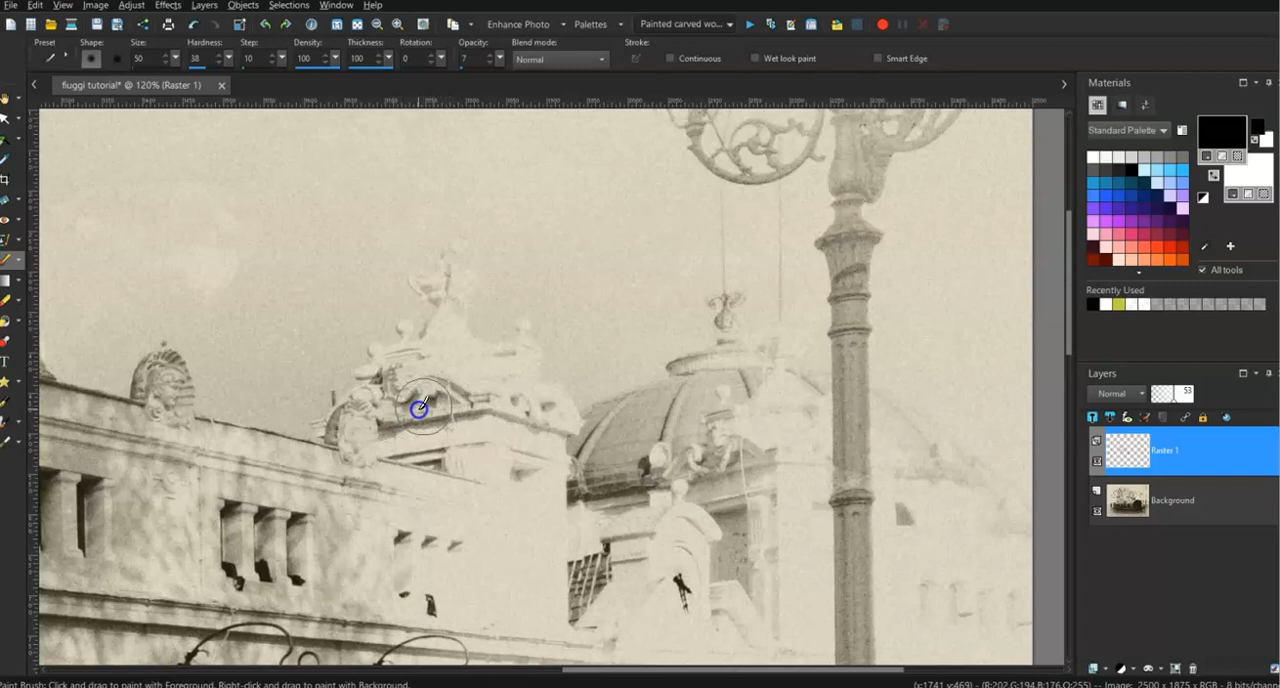 File Edit View Image Adjust Effects Layers Objects Selections Window Help
Enhance Photo Palettes Painted carved wo...
Preset Shape: Size: Hardness: Step: Density: Thickness: Rotation: Opacity: Blend mode: Stroke:
50 38 10 100 100 0 7 Normal Continuous Wet look paint Smart Edge
fiuggi tutorial* @ 120% (Raster 1)
Materials
Standard Palette
All tools
Recently Used
Layers
Normal 53
Raster 1
Background
Paint Brush: Click and drag to paint with Foreground. Right-click and drag to paint with Background.
(x:1741 y:469) -- (R:202,G:194,B:176,O:255) -- Image: 2500 x 1875 x RGB - 8 bits/chann